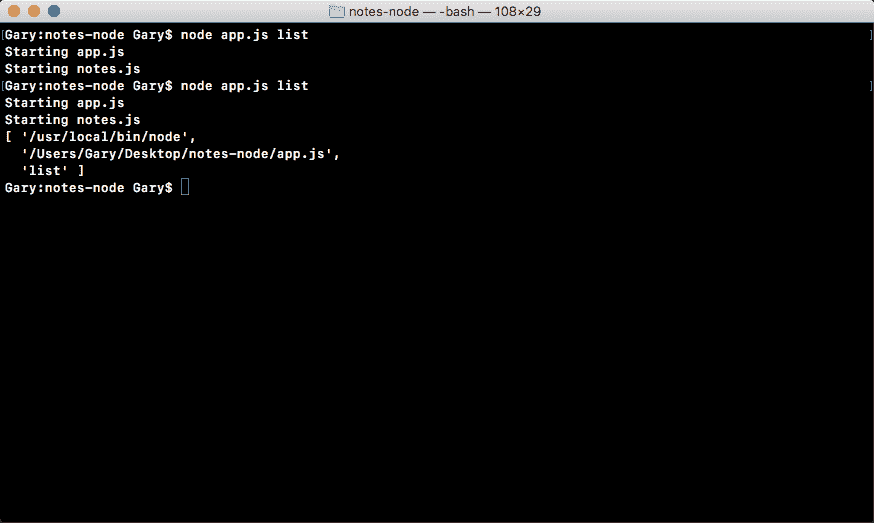 notes-node — -bash — 108×29
Gary:notes-node Gary$ node app.js list
Starting app.js
Starting notes.js
Gary:notes-node Gary$ node app.js list
Starting app.js
Starting notes.js
[ '/usr/local/bin/node',
  '/Users/Gary/Desktop/notes-node/app.js',
  'list' ]
Gary:notes-node Gary$